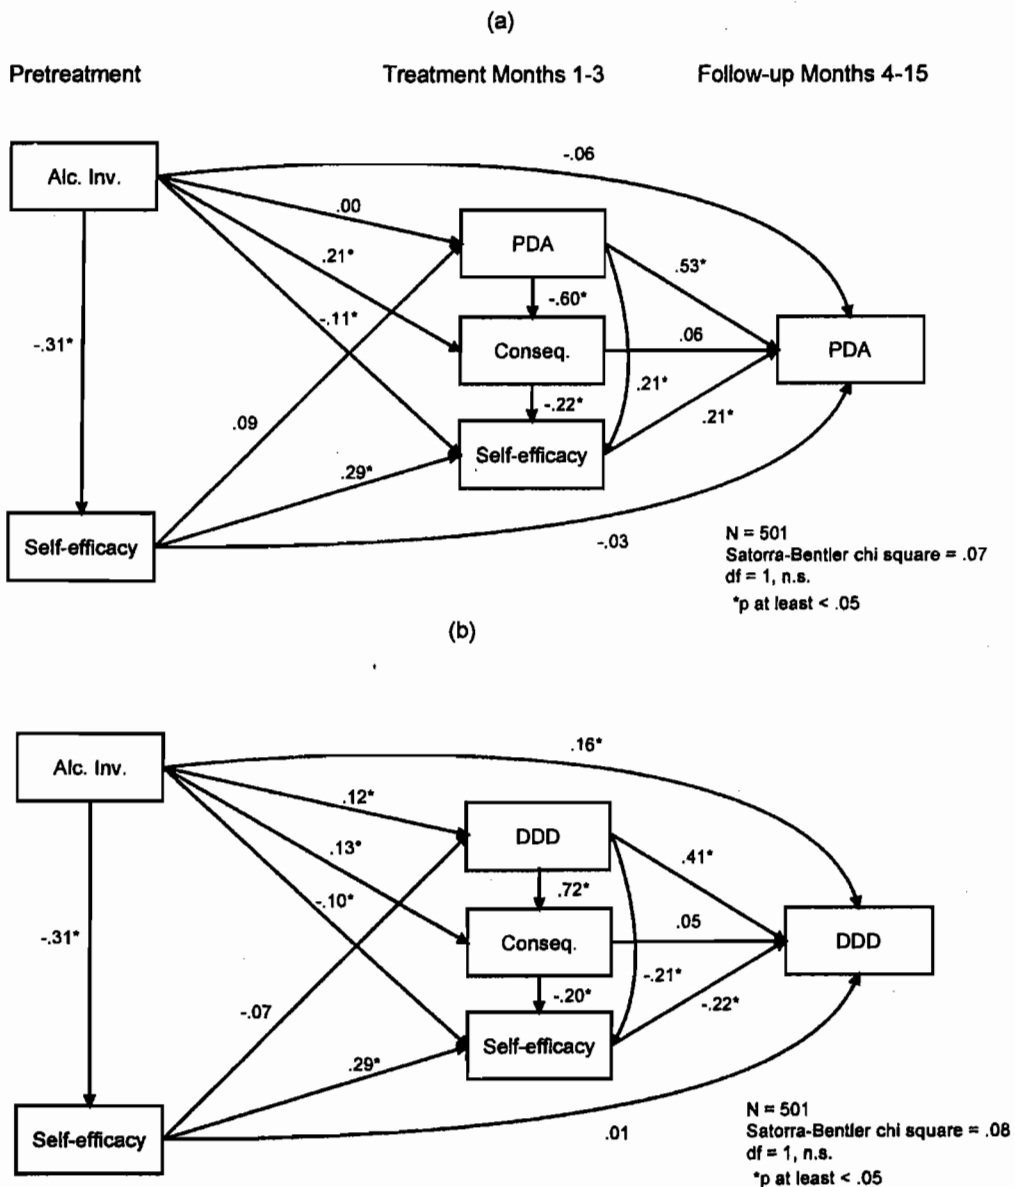 (a)
Pretreatment Treatment Months 1-3 Follow-up Months 4-15
-.06
Alc. Inv.
.00
PDA
.21*
.53*
-.60*
-.11*
-.31*
Conseq.
.06
PDA
.21*
-.22*
.21*
.09
Self-efficacy
.29*
Self-efficacy
-.03
N = 501
Satorra-Bentler chi square = .07
df = 1, n.s.
*p at least < .05
(b)
.16*
Alc. Inv.
.12*
DDD
.13*
.41*
.72*
-.10*
-.31*
Conseq.
.05
DDD
-.21*
-.20*
-.22*
-.07
Self-efficacy
.29*
Self-efficacy
.01
N = 501
Satorra-Bentler chi square = .08
df = 1, n.s.
*p at least < .05